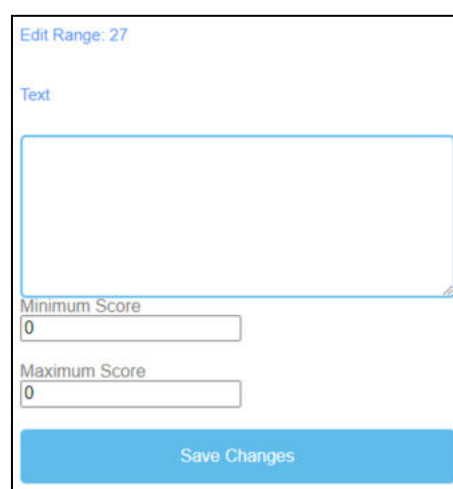 Edit Range: 27
Text
Minimum Score
0
Maximum Score
0
Save Changes